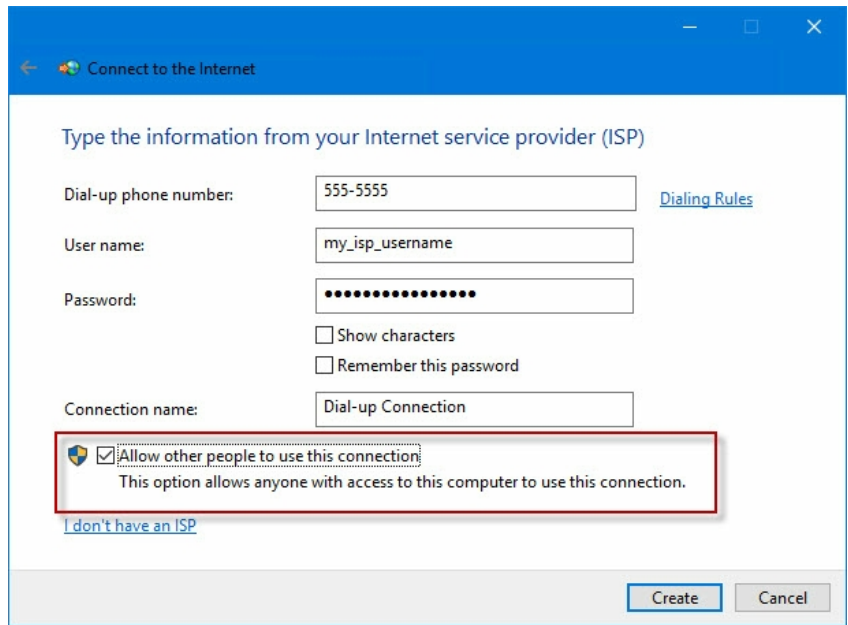 Connect to the Internet
Type the information from your Internet service provider (ISP)
Dial-up phone number: 555-5555 Dialing Rules
User name: my_isp_username
Password: ●●●●●●●●●●●●●●●●
Show characters
Remember this password
Connection name: Dial-up Connection
Allow other people to use this connection
This option allows anyone with access to this computer to use this connection.
I don't have an ISP
Create Cancel